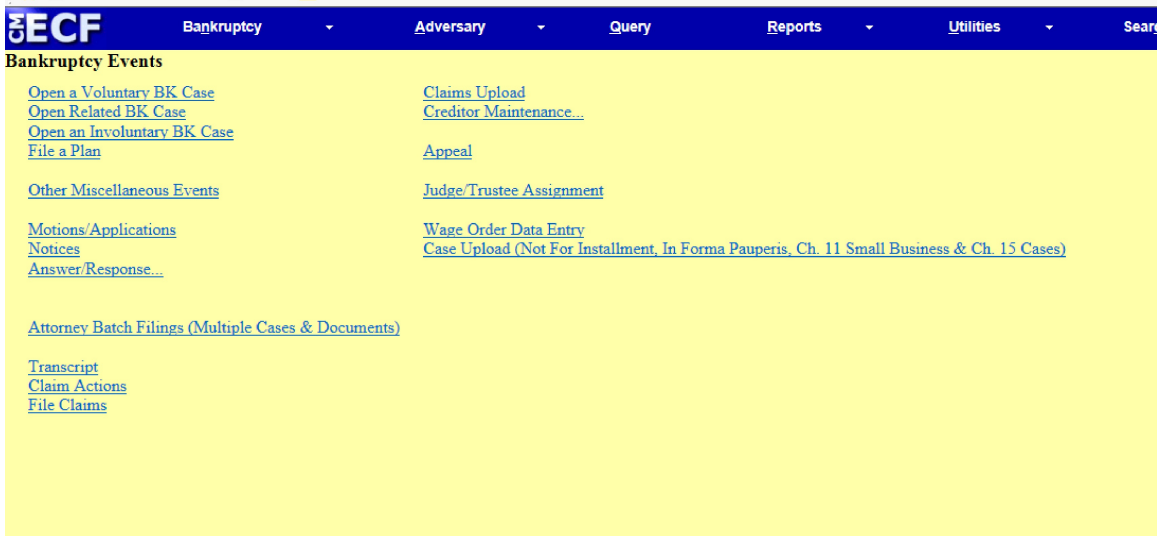 CM ECF Bankruptcy Adversary Query Reports Utilities
Bankruptcy Events
Open a Voluntary BK Case
Open Related BK Case
Open an Involuntary BK Case
File a Plan
Other Miscellaneous Events
Motions/Applications
Notices
Answer/Response...
Attorney Batch Filings (Multiple Cases & Documents)
Transcript
Claim Actions
File Claims
Claims Upload
Creditor Maintenance...
Appeal
Judge/Trustee Assignment
Wage Order Data Entry
Case Upload (Not For Installment, In Forma Pauperis, Ch. 11 Small Business & Ch. 15 Cases)